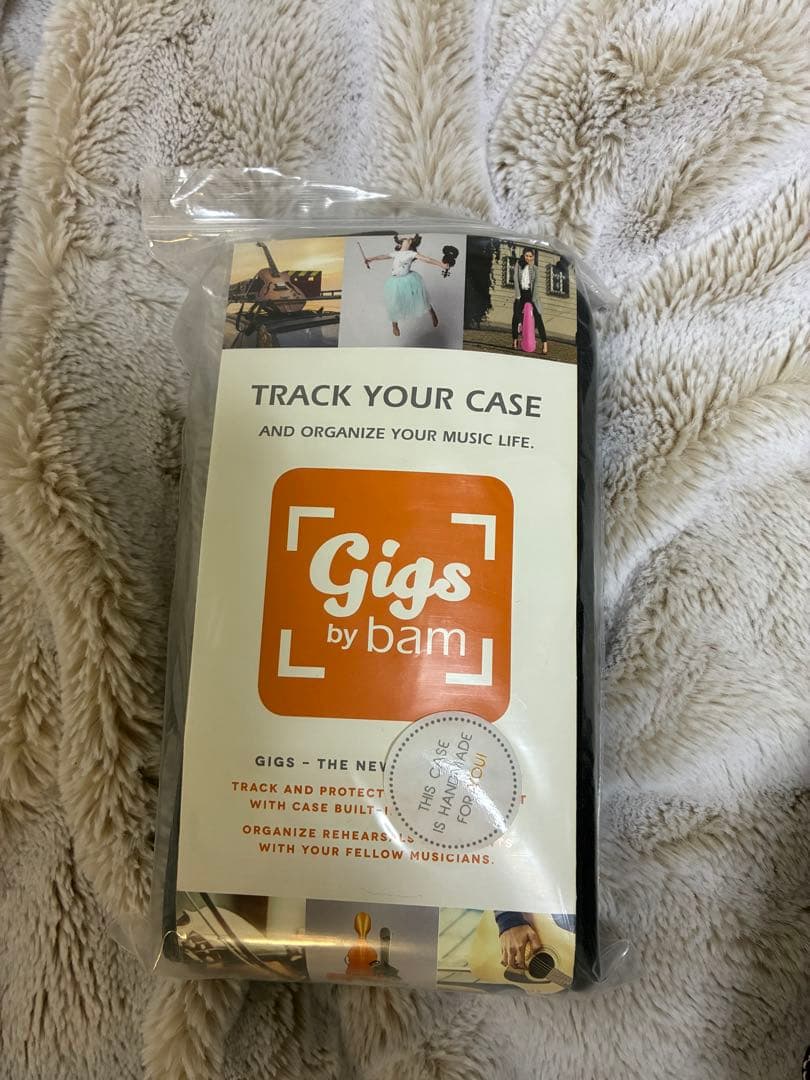 TRACK YOUR CASE
AND ORGANIZE YOUR MUSIC LIFE.
Gigs
by bam
GIGS – THE NEW
TRACK AND PROTECT
WITH CASE BUILT-I
ORGANIZE REHEARSALS
WITH YOUR FELLOW MUSICIANS.
THIS CASE
IS HANDMADE
FOR YOU!